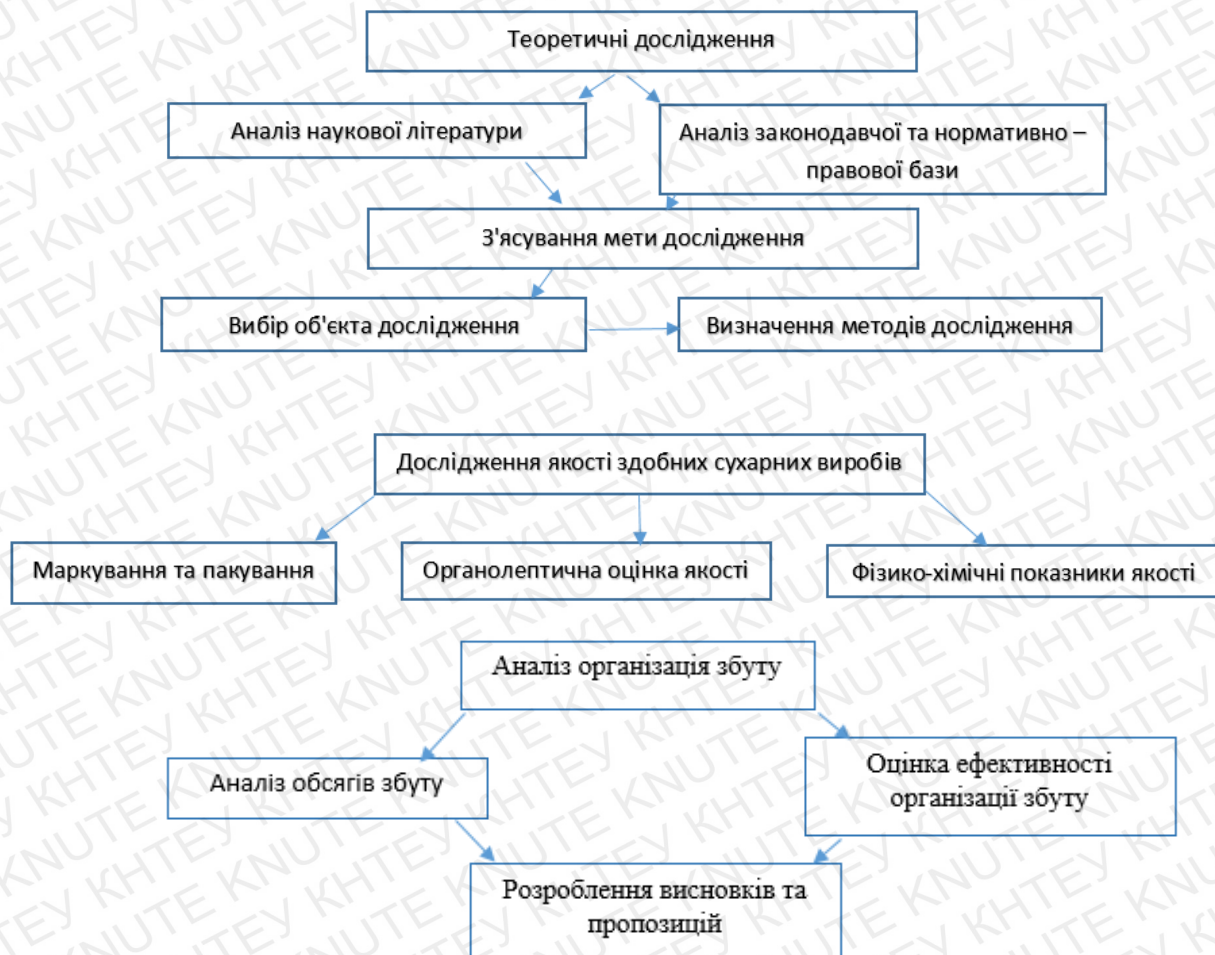 Теоретичні дослідження
Аналіз наукової літератури
Аналіз законодавчої та нормативно –
правової бази
З'ясування мети дослідження
Вибір об'єкта дослідження
Визначення методів дослідження
Дослідження якості здобних сухарних виробів
Маркування та пакування
Органолептична оцінка якості
Фізико-хімічні показники якості
Аналіз організація збуту
Аналіз обсягів збуту
Оцінка ефективності
організації збуту
Розроблення висновків та
пропозицій